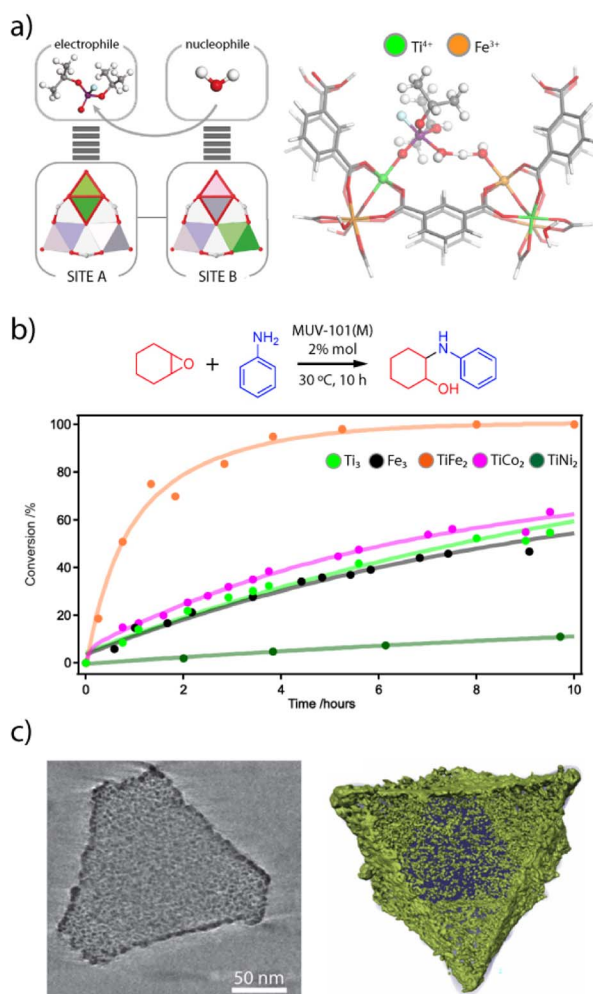 a)
electrophile
nucleophile
Ti⁴⁺ Fe³⁺
SITE A
SITE B
b)
NH₂
O
+
MUV-101(M)
2% mol
30 ºC, 10 h
H
N
OH
100
80
60
40
20
0
Conversion /%
Ti₃ Fe₃ TiFe₂ TiCo₂ TiNi₂
0 2 4 6 8 10
Time /hours
c)
50 nm